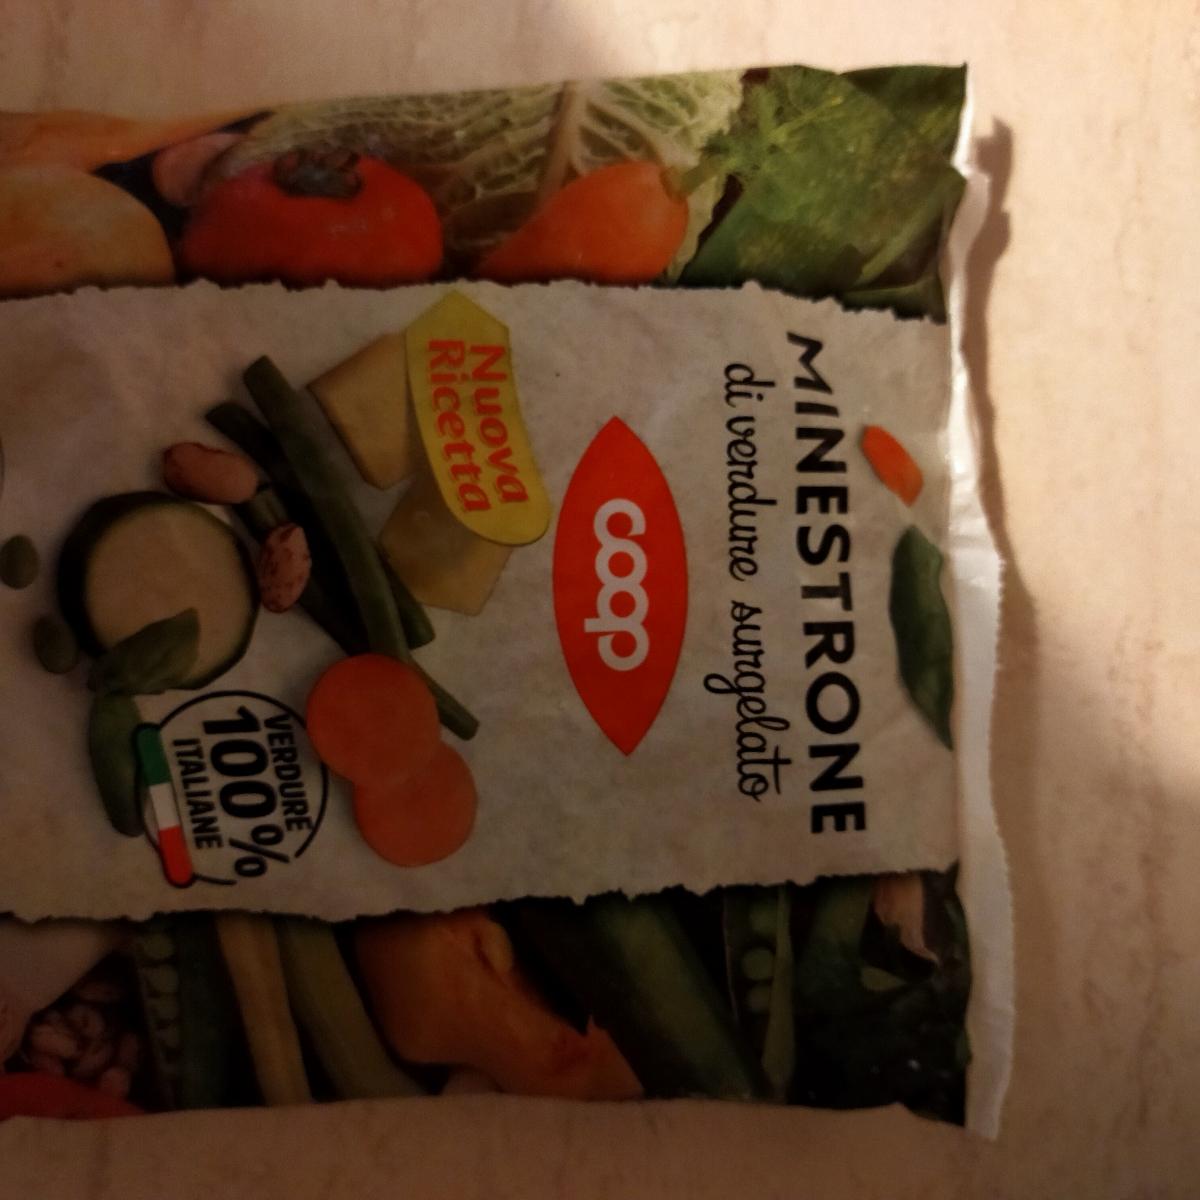 MINESTRONE
di verdure surgelato
coop
Nuova
Ricetta
VERDURE
100%
ITALIANE